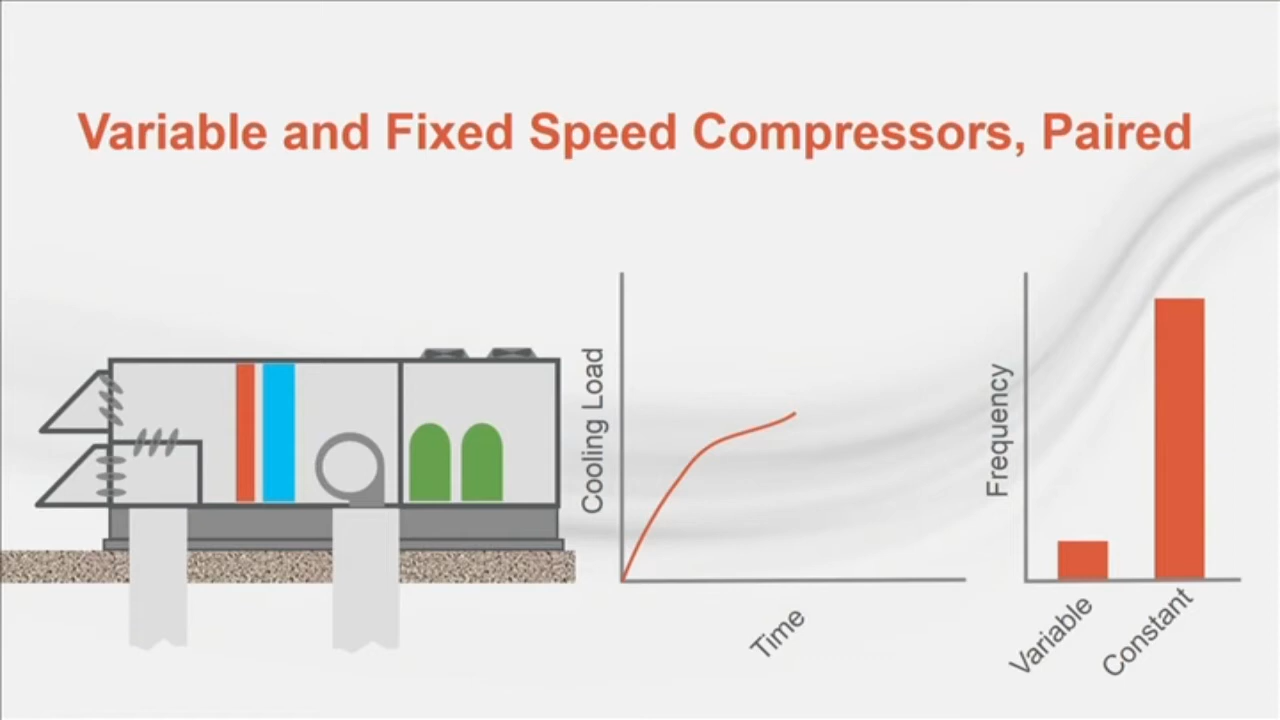 Variable and Fixed Speed Compressors, Paired
Cooling Load
Time
Frequency
Variable
Constant